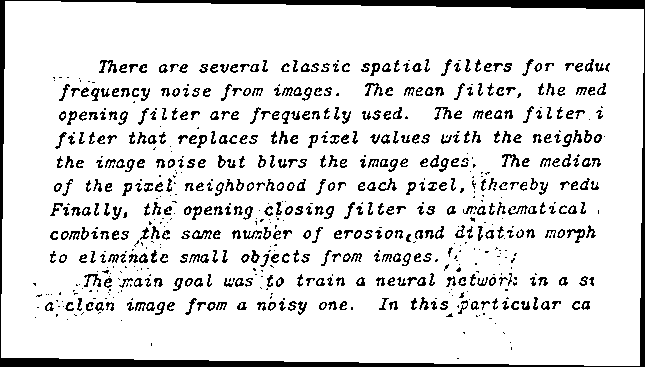 There are several classic spatial filters for redu
frequency noise from images. The mean filter, the med
opening filter are frequently used. The mean filter i
filter that replaces the pixel values with the neighbo
the image noise but blurs the image edges. The median
of the pixel neighborhood for each pixel, thereby redu
Finally, the opening closing filter is a mathematical
combines the same number of erosion and dilation morph
to eliminate small objects from images.
The main goal was to train a neural network in a su
a clean image from a noisy one. In this particular ca